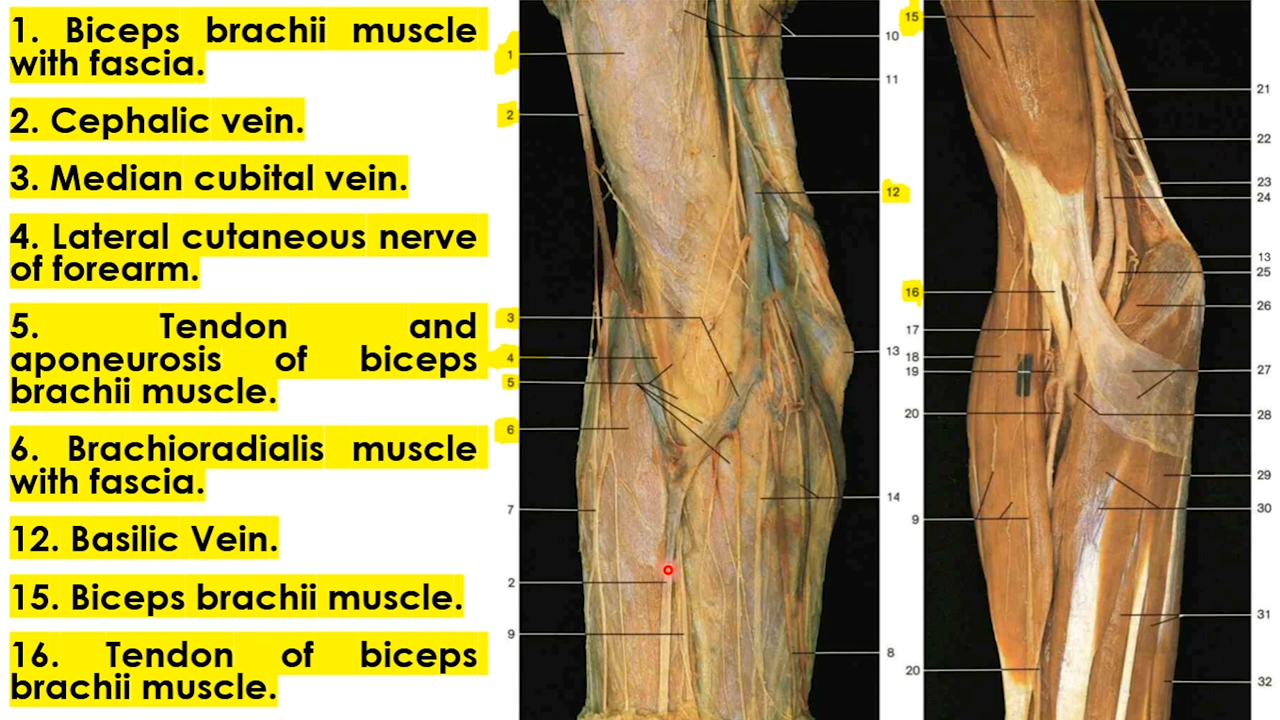 1. Biceps brachii muscle
with fascia.
2. Cephalic vein.
3. Median cubital vein.
4. Lateral cutaneous nerve
of forearm.
5. Tendon and
aponeurosis of biceps
brachii muscle.
6. Brachioradialis muscle
with fascia.
12. Basilic Vein.
15. Biceps brachii muscle.
16. Tendon of biceps
brachii muscle.
1
2
3
4
5
6
7
2
9
10
11
12
13
14
8
15
16
17
18
19
20
9
20
21
22
23
24
13
25
26
27
28
29
30
31
32